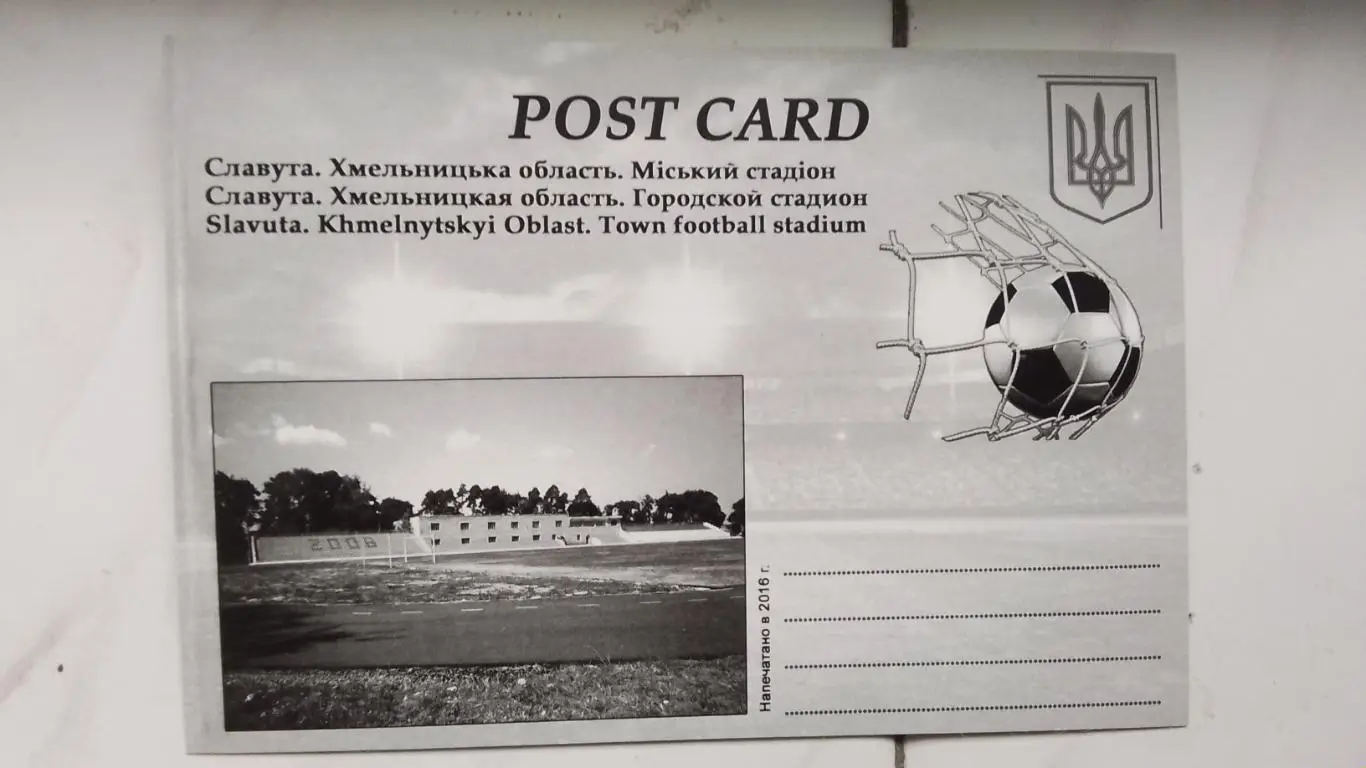 POST CARD
Славута. Хмельницька область. Міський стадіон
Славута. Хмельницкая область. Городской стадион
Slavuta. Khmelnytskyi Oblast. Town football stadium
2008
Напечатано в 2016 г.